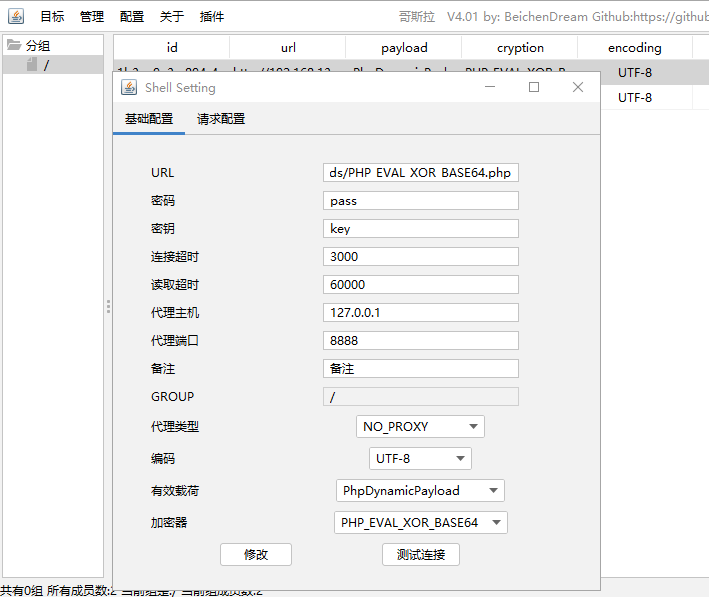 目标 管理 配置 关于 插件 哥斯拉 V4.01 by: BeichenDream Github:https://github
分组
/
id url payload cryption encoding
UTF-8
UTF-8
Shell Setting
基础配置 请求配置
URL ds/PHP_EVAL_XOR_BASE64.php
密码 pass
密钥 key
连接超时 3000
读取超时 60000
代理主机 127.0.0.1
代理端口 8888
备注 备注
GROUP /
代理类型 NO_PROXY
编码 UTF-8
有效载荷 PhpDynamicPayload
加密器 PHP_EVAL_XOR_BASE64
修改 测试连接
共有0组 所有成员数:2 当前组是:/ 当前组成员数:2